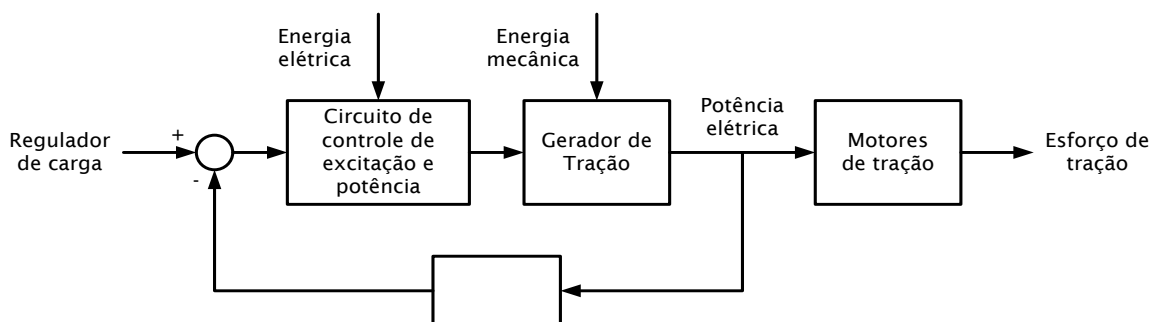 Energia
elétrica
Energia
mecânica
Regulador
de carga
+
-
Circuito de
controle de
excitação e
potência
Gerador de
Tração
Potência
elétrica
Motores
de tração
Esforço de
tração